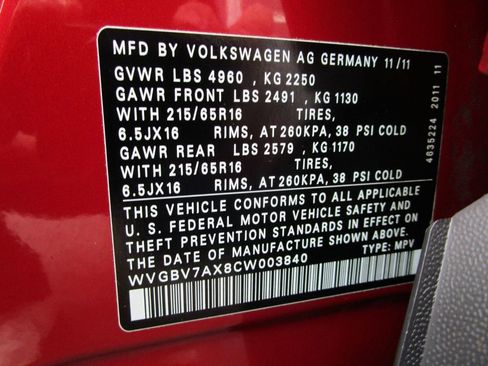 MFD BY VOLKSWAGEN AG GERMANY 11/11
GVWR LBS 4960 , KG 2250
GAWR FRONT LBS 2491 , KG 1130
WITH 215/65R16 TIRES,
6.5JX16 RIMS, AT 260KPA, 38 PSI COLD
GAWR REAR LBS 2579 , KG 1170
WITH 215/65R16 TIRES,
6.5JX16 RIMS, AT 260KPA, 38 PSI COLD
THIS VEHICLE CONFORMS TO ALL APPLICABLE
U. S. FEDERAL MOTOR VEHICLE SAFETY AND
THEFT PREVENTION STANDARDS IN EFFECT ON
THE DATE OF MANUFACTURE SHOWN ABOVE.
WVGBV7AX8CW003840 TYPE: MPV
4635224 2011 11